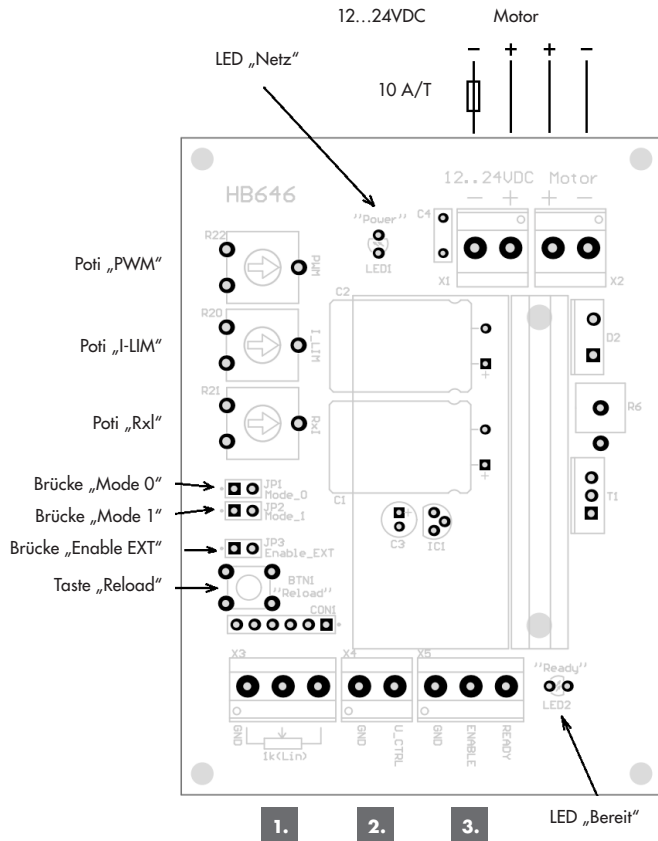 12...24VDC
Motor
LED „Netz“
− + + −
10 A/T
12..24VDC Motor
− + + −
HB646
"Power"
C4
LED1
X1
X2
R22
Poti „PWM“
PWM
C2
R20
Poti „I-LIM“
I_LIM
D2
+
R21
Poti „Rxl“
RxI
R6
C1
+
T1
Brücke „Mode 0“
JP1
Mode_0
Brücke „Mode 1“
JP2
Mode_1
+
C3
IC1
Brücke „Enable EXT“
JP3
Enable_EXT
Taste „Reload“
BTN1
"Reload"
CON1
X3
X4
X5
"Ready"
LED2
GND
1k(Lin)
GND
U_CTRL
GND
ENABLE
READY
1.
2.
3.
LED „Bereit“